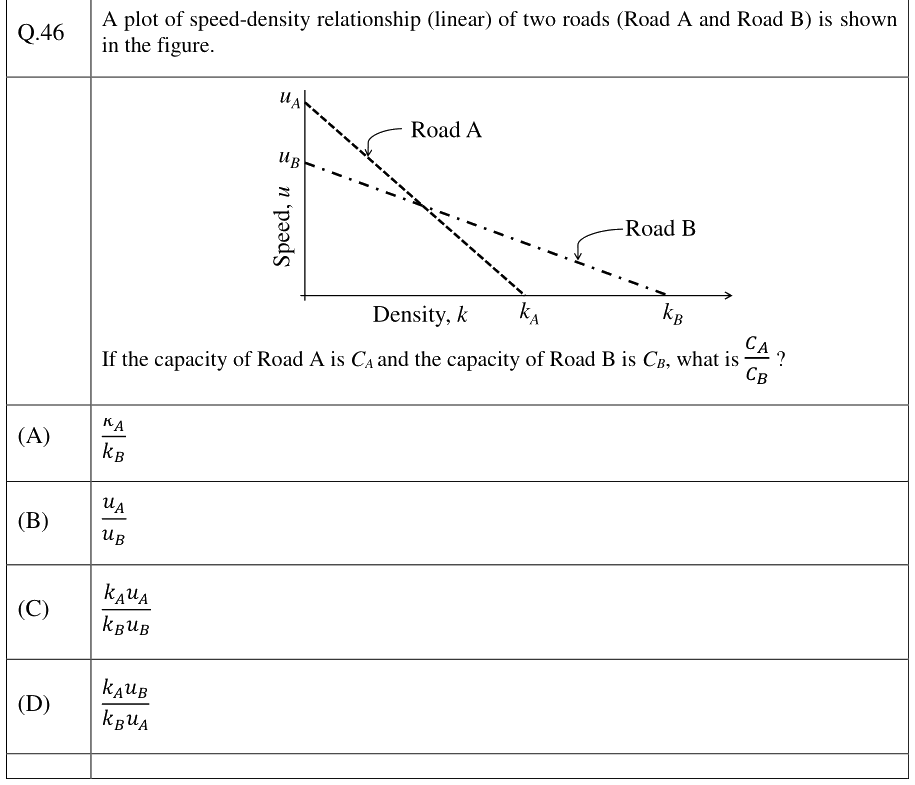 Q.46
A plot of speed-density relationship (linear) of two roads (Road A and Road B) is shown
in the figure.
u_A
Road A
u_B
Speed, u
Road B
Density, k
k_A
k_B
If the capacity of Road A is C_A and the capacity of Road B is C_B, what is C_A/C_B ?
(A)
k_A
k_B
(B)
u_A
u_B
(C)
k_A u_A
k_B u_B
(D)
k_A u_B
k_B u_A